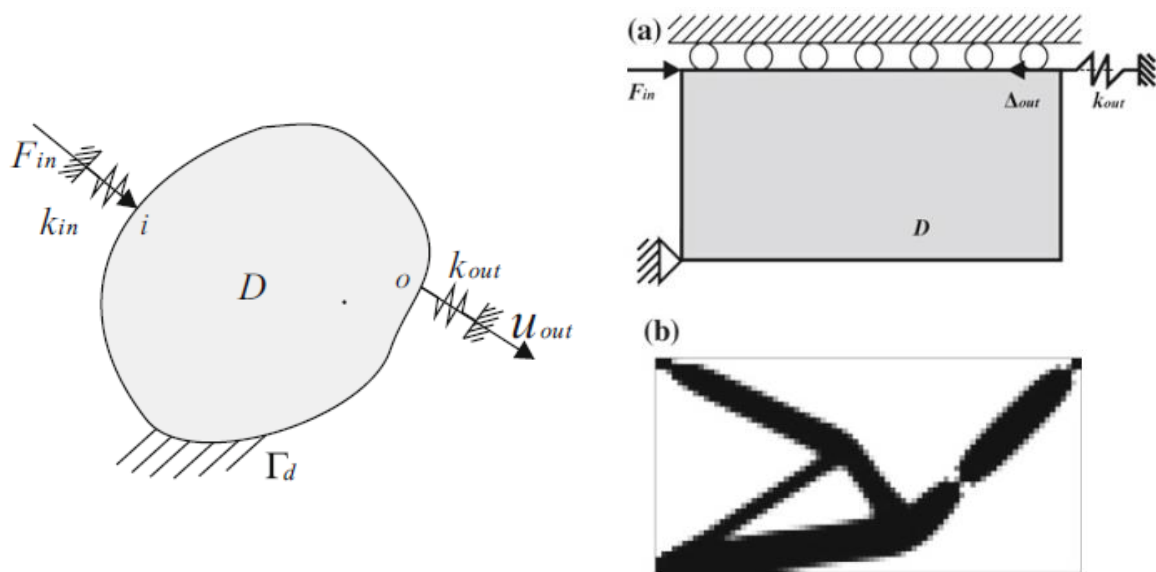 F_in
k_in
i
D
o
k_out
u_out
Γ_d
(a)
F_in
Δ_out
k_out
D
(b)